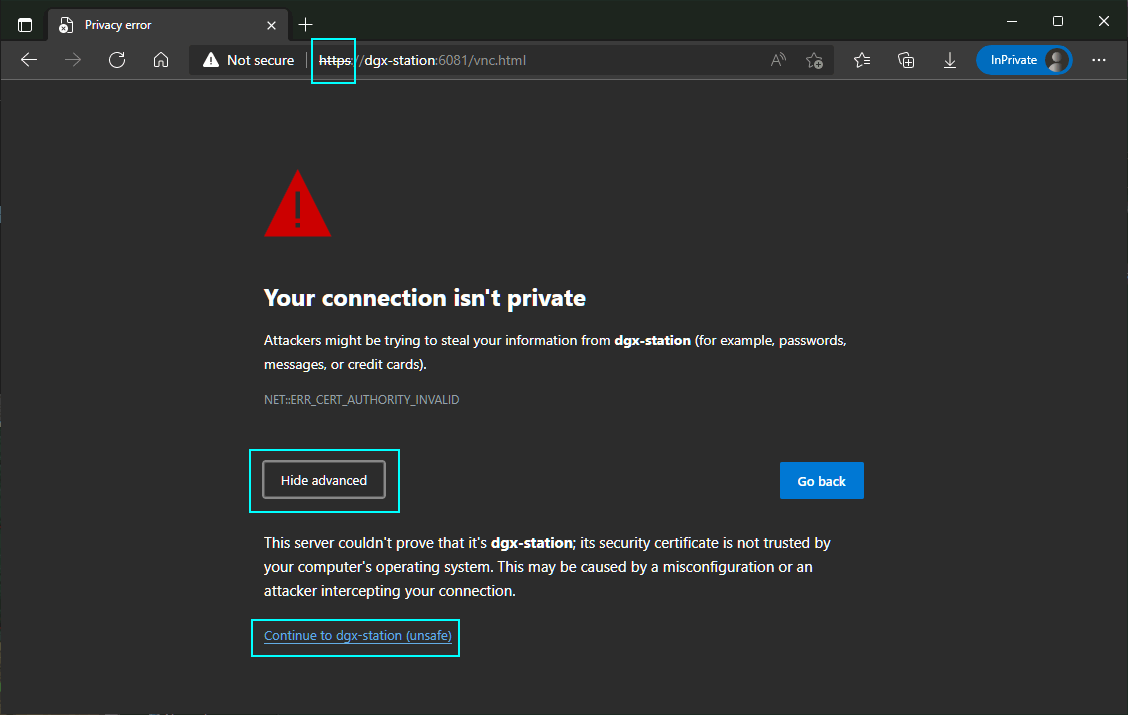 Privacy error
Not secure
https://dgx-station:6081/vnc.html
InPrivate
Your connection isn't private
Attackers might be trying to steal your information from dgx-station (for example, passwords,
messages, or credit cards).
NET::ERR_CERT_AUTHORITY_INVALID
Hide advanced
Go back
This server couldn't prove that it's dgx-station; its security certificate is not trusted by
your computer's operating system. This may be caused by a misconfiguration or an
attacker intercepting your connection.
Continue to dgx-station (unsafe)